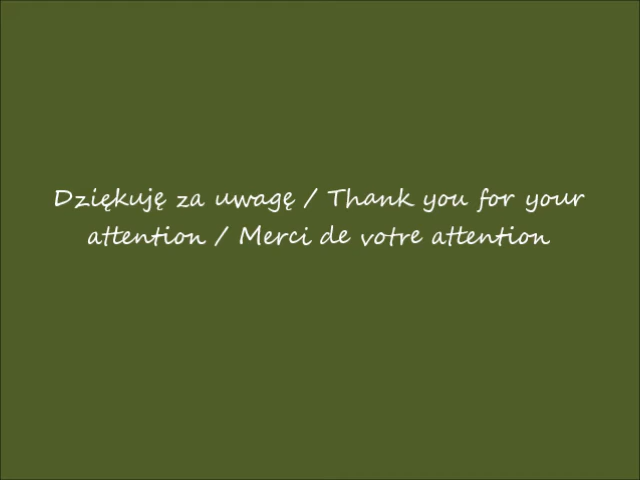 Dziękuję za uwagę / Thank you for your
attention / Merci de votre attention